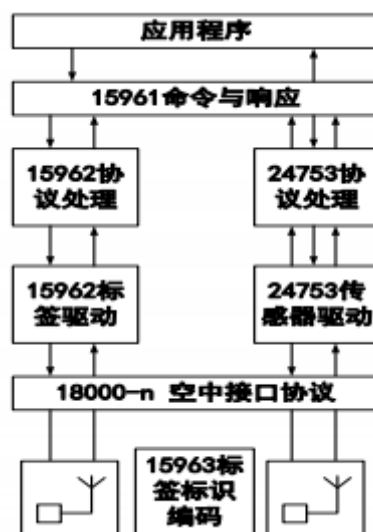 应用程序
15961命令与响应
15962协
议处理
24753协
议处理
15962标
签驱动
24753传
感器驱动
18000-n 空中接口协议
15963标
签标识
编码